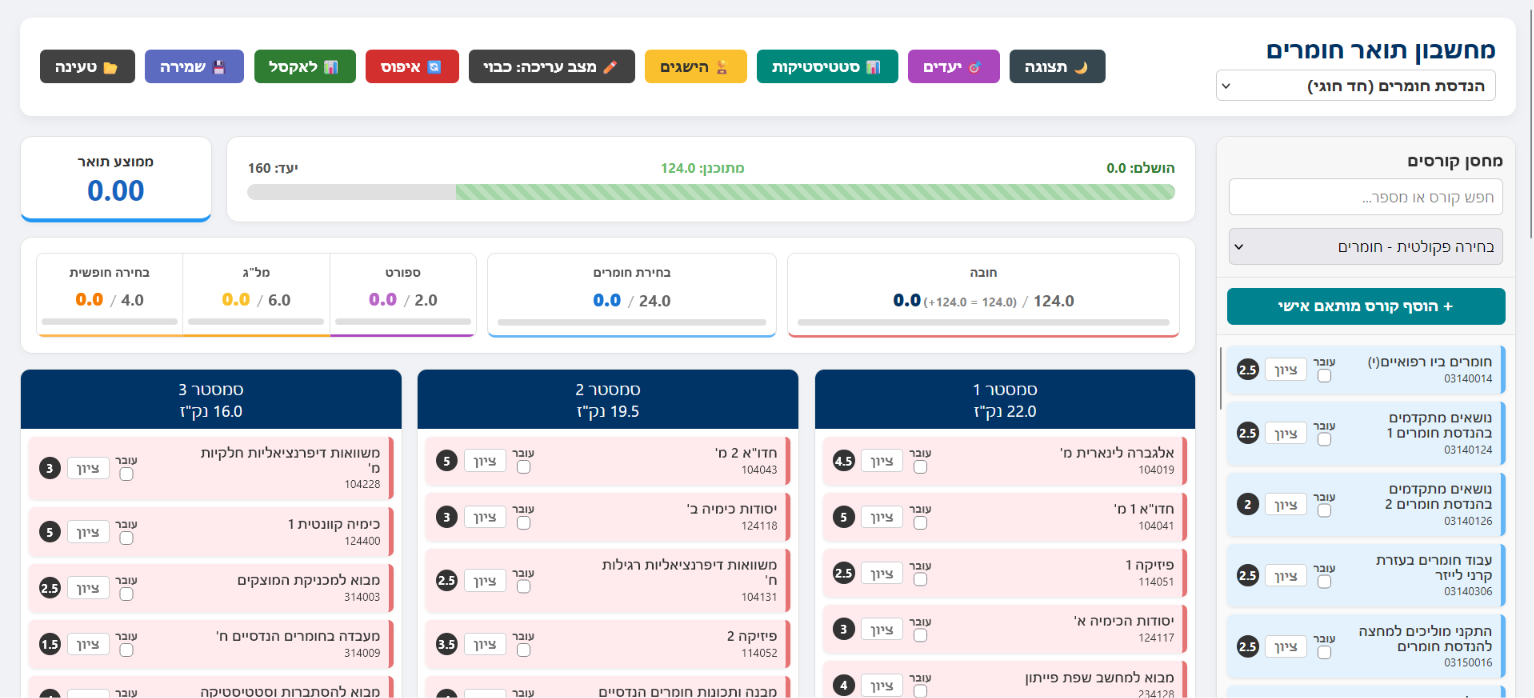 מחשבון תואר חומרים
הנדסת חומרים (חד חוגי)
🌙 תצוגה
🎯 יעדים
📊 סטטיסטיקות
🏆 הישגים
🖍️ מצב עריכה: כבוי
🔄 איפוס
📊 לאקסל
💾 שמירה
📂 טעינה
מחסן קורסים
חפש קורס או מספר...
בחירה פקולטית - חומרים
+ הוסף קורס מותאם אישי
חומרים ביו רפואיים(י)
03140014
עובר
ציון
2.5
נושאים מתקדמים
בהנדסת חומרים 1
03140124
עובר
ציון
2.5
נושאים מתקדמים
בהנדסת חומרים 2
03140126
עובר
ציון
2
עבוד חומרים בעזרת
קרני לייזר
03140306
עובר
ציון
2.5
התקני מוליכים למחצה
להנדסת חומרים
03150016
עובר
ציון
2.5
הושלם: 0.0
מתוכנן: 124.0
יעד: 160
ממוצע תואר
0.00
חובה
0.0 (+124.0 = 124.0) / 124.0
בחירת חומרים
0.0 / 24.0
ספורט
0.0 / 2.0
מל"ג
0.0 / 6.0
בחירה חופשית
0.0 / 4.0
סמסטר 1
22.0 נק"ז
אלגברה לינארית מ'
104019
עובר
ציון
4.5
חדו"א 1 מ'
104041
עובר
ציון
5
פיזיקה 1
114051
עובר
ציון
2.5
יסודות הכימיה א'
124117
עובר
ציון
3
מבוא למחשב שפת פייתון
234128
עובר
ציון
4
סמסטר 2
19.5 נק"ז
חדו"א 2 מ'
104043
עובר
ציון
5
יסודות כימיה ב'
124118
עובר
ציון
3
משוואות דיפרנציאליות רגילות
ח'
104131
עובר
ציון
2.5
פיזיקה 2
114052
עובר
ציון
3.5
מבנה ותכונות חומרים הנדסיים
עובר
ציון
סמסטר 3
16.0 נק"ז
משוואות דיפרנציאליות חלקיות
מ'
104228
עובר
ציון
3
כימיה קוונטית 1
124400
עובר
ציון
5
מבוא למכניקת המוצקים
314003
עובר
ציון
2.5
מעבדה בחומרים הנדסיים ח'
314009
עובר
ציון
1.5
מבוא להסתברות וסטטיסטיקה
עובר
ציון